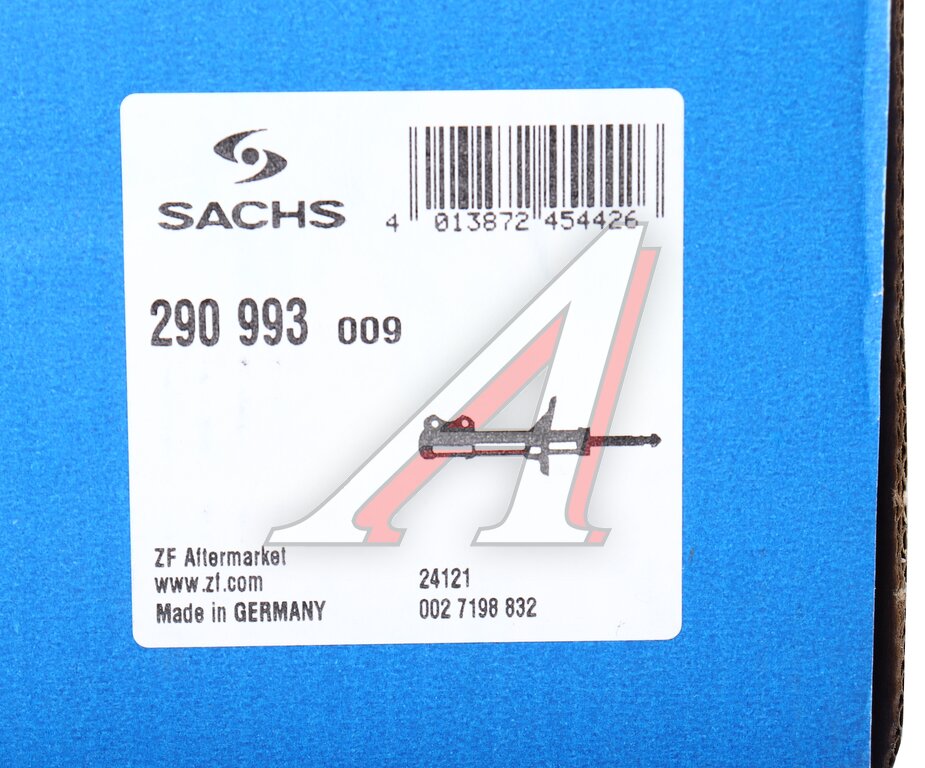 SACHS
4 013872 454426
290 993 009
ZF Aftermarket
www.zf.com
Made in GERMANY
24121
002 7198 832